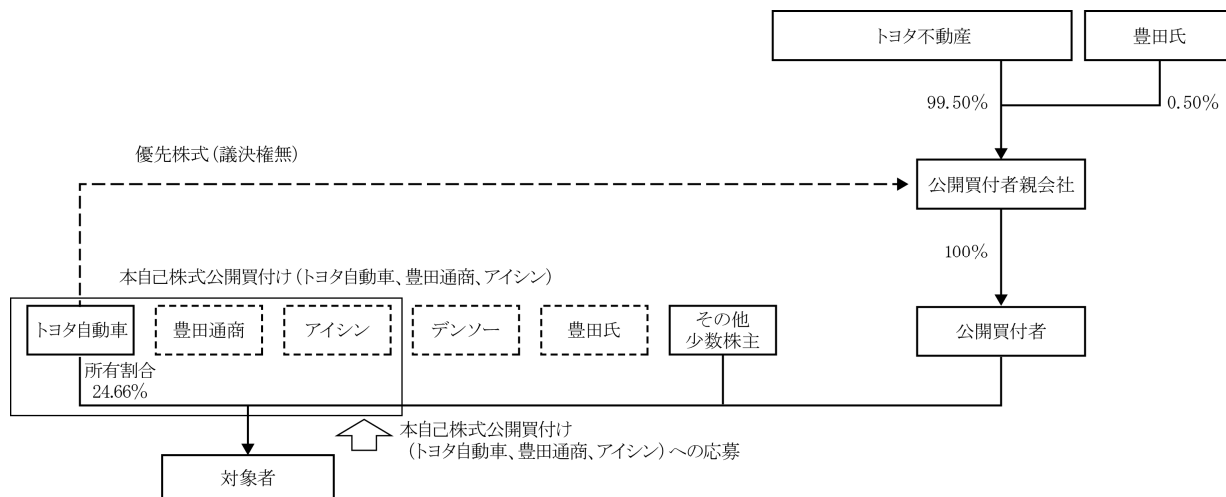 トヨタ不動産
豊田氏
99.50%
0.50%
優先株式(議決権無)
公開買付者親会社
100%
本自己株式公開買付け(トヨタ自動車、豊田通商、アイシン)
トヨタ自動車
豊田通商
アイシン
デンソー
豊田氏
その他
少数株主
公開買付者
所有割合
24.66%
本自己株式公開買付け
(トヨタ自動車、豊田通商、アイシン)への応募
対象者